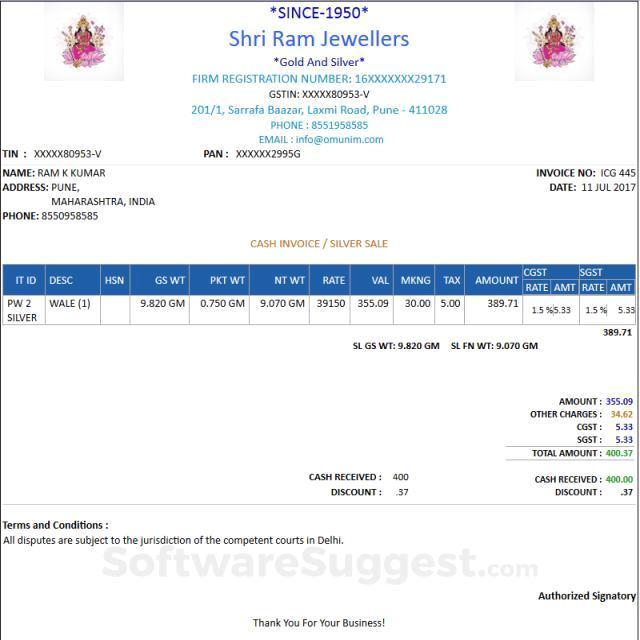 *SINCE-1950*
Shri Ram Jewellers
*Gold And Silver*
FIRM REGISTRATION NUMBER: 16XXXXXXX29171
GSTIN: XXXXX80953-V
201/1, Sarrafa Baazar, Laxmi Road, Pune - 411028
PHONE : 8551958585
EMAIL : info@omunim.com
TIN : XXXXX80953-V PAN : XXXXXX2995G
NAME: RAM K KUMAR INVOICE NO: ICG 445
ADDRESS: PUNE, DATE: 11 JUL 2017
MAHARASHTRA, INDIA
PHONE: 8550958585
CASH INVOICE / SILVER SALE
IT ID DESC HSN GS WT PKT WT NT WT RATE VAL MKNG TAX AMOUNT CGST SGST
RATE AMT RATE AMT
PW 2 WALE (1) 9.820 GM 0.750 GM 9.070 GM 39150 355.09 30.00 5.00 389.71 1.5 % 5.33 1.5 % 5.33
SILVER
389.71
SL GS WT: 9.820 GM SL FN WT: 9.070 GM
AMOUNT : 355.09
OTHER CHARGES : 34.62
CGST : 5.33
SGST : 5.33
TOTAL AMOUNT : 400.37
CASH RECEIVED : 400 CASH RECEIVED : 400.00
DISCOUNT : .37 DISCOUNT : .37
Terms and Conditions :
All disputes are subject to the jurisdiction of the competent courts in Delhi.
SoftwareSuggest.com
Authorized Signatory
Thank You For Your Business!